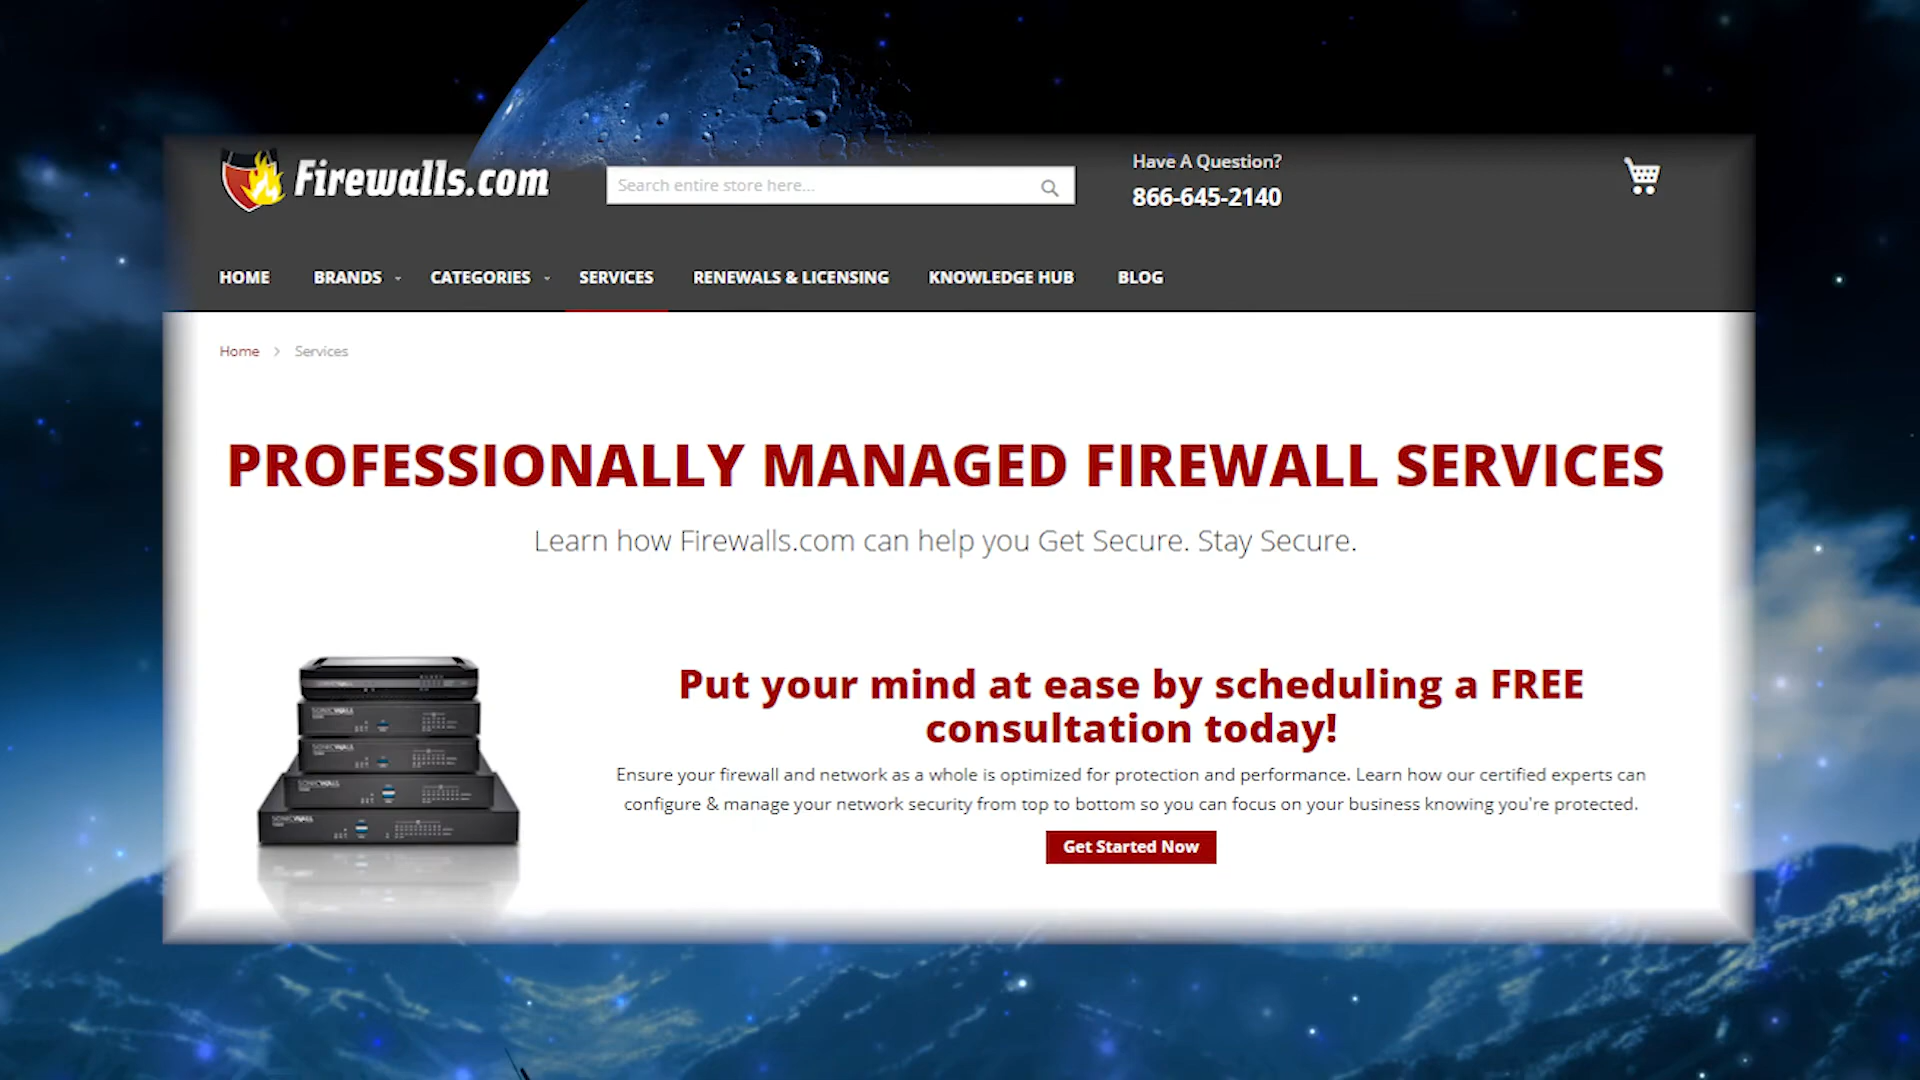 Firewalls.com
Search entire store here...
Have A Question?
866-645-2140
HOME BRANDS CATEGORIES SERVICES RENEWALS & LICENSING KNOWLEDGE HUB BLOG
Home > Services
PROFESSIONALLY MANAGED FIREWALL SERVICES
Learn how Firewalls.com can help you Get Secure. Stay Secure.
Put your mind at ease by scheduling a FREE
consultation today!
Ensure your firewall and network as a whole is optimized for protection and performance. Learn how our certified experts can
configure & manage your network security from top to bottom so you can focus on your business knowing you're protected.
Get Started Now
SONICWALL
SONICWALL
SONICWALL
SONICWALL